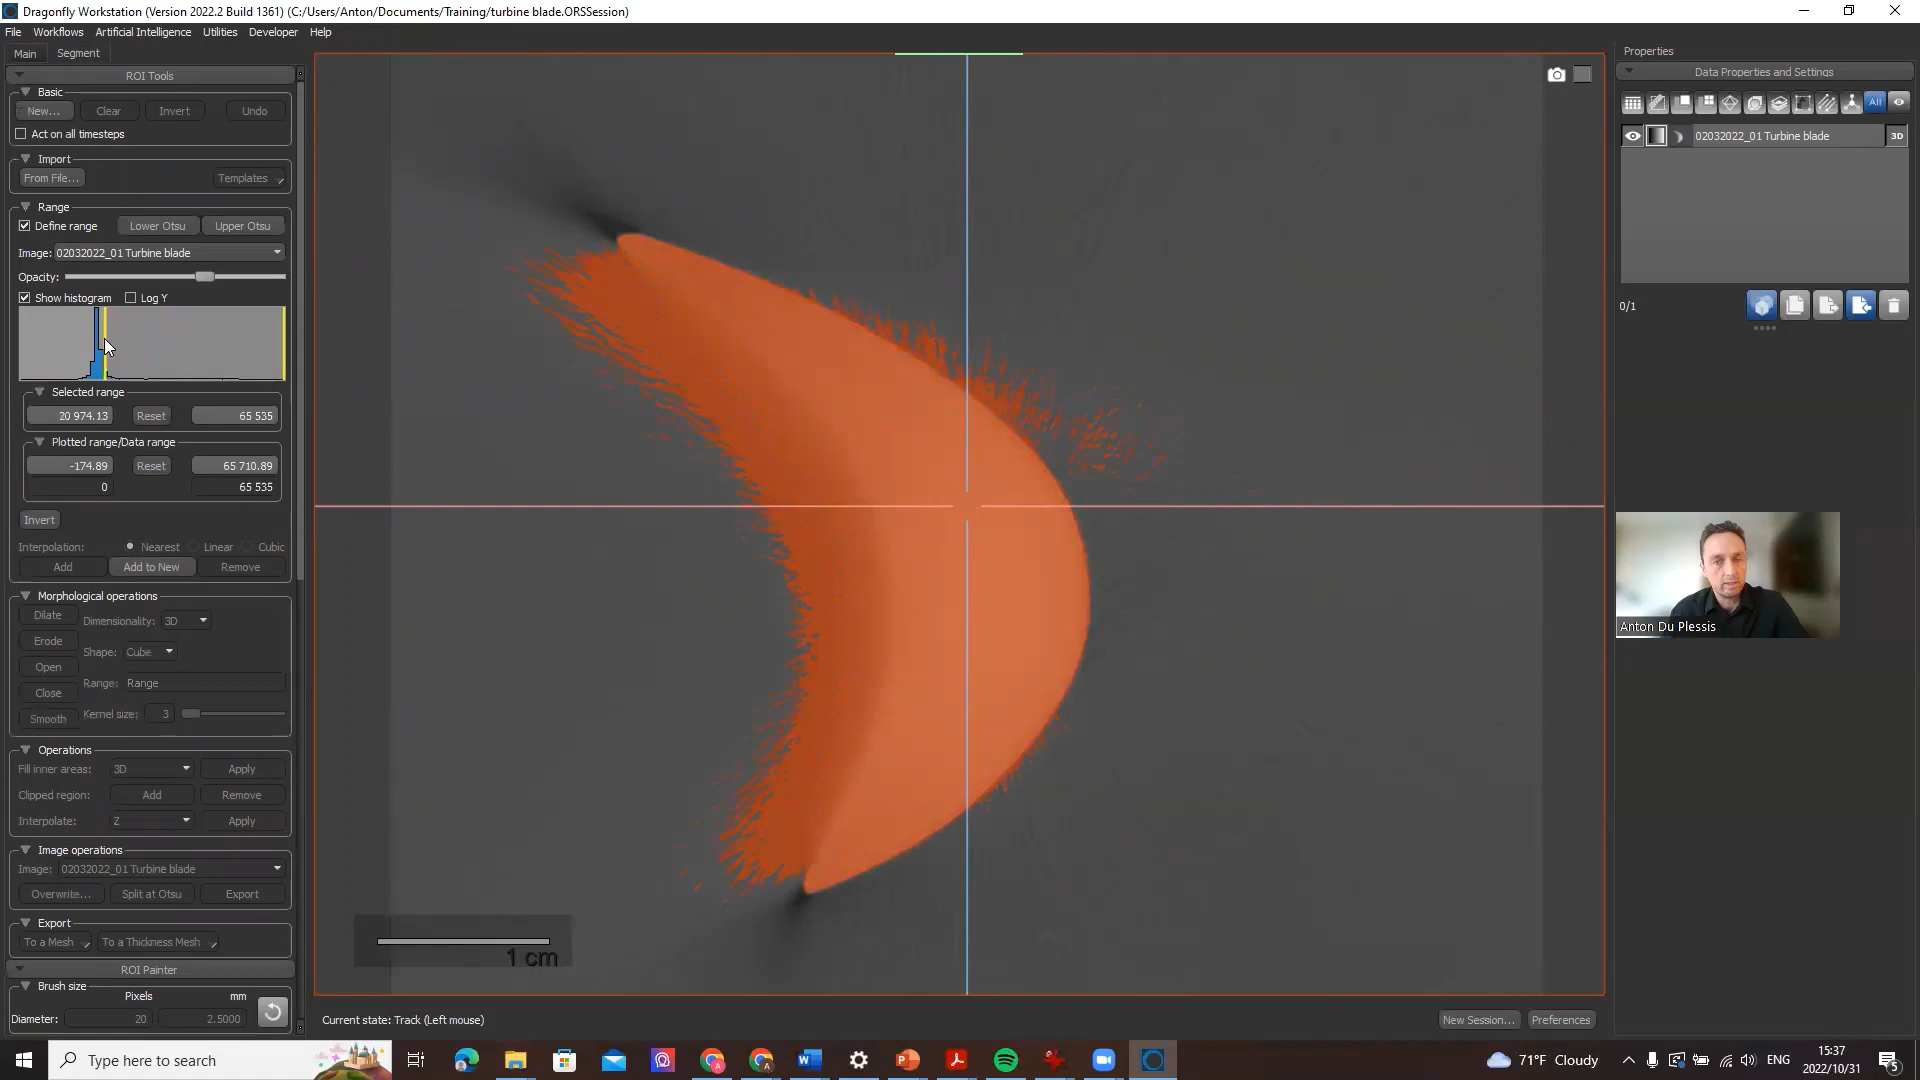 Dragonfly Workstation (Version 2022.2 Build 1361) (C:/Users/Anton/Documents/Training/turbine blade.ORSSession)
File Workflows Artificial Intelligence Utilities Developer Help
Main Segment
ROI Tools
Basic
New... Clear Invert Undo
Act on all timesteps
Import
From File... Templates
Range
Define range Lower Otsu Upper Otsu
Image: 02032022_01 Turbine blade
Opacity:
Show histogram Log Y
Selected range
20 974.13 Reset 65 535
Plotted range/Data range
-174.89 Reset 65 710.89
0 65 535
Invert
Interpolation: Nearest Linear Cubic
Add Add to New Remove
Morphological operations
Dilate Dimensionality: 3D
Erode
Shape: Cube
Open
Range: Range
Close
Smooth Kernel size: 3
Operations
Fill inner areas: 3D Apply
Clipped region: Add Remove
Interpolate: Z Apply
Image operations
Image: 02032022_01 Turbine blade
Overwrite... Split at Otsu Export
Export
To a Mesh To a Thickness Mesh
ROI Painter
Brush size
Pixels mm
Diameter: 20 2.5000
1 cm
Current state: Track (Left mouse)
New Session... Preferences
Properties
Data Properties and Settings
All
02032022_01 Turbine blade 3D
0/1
Anton Du Plessis
Type here to search
71°F Cloudy
ENG
15:37
2022/10/31
5